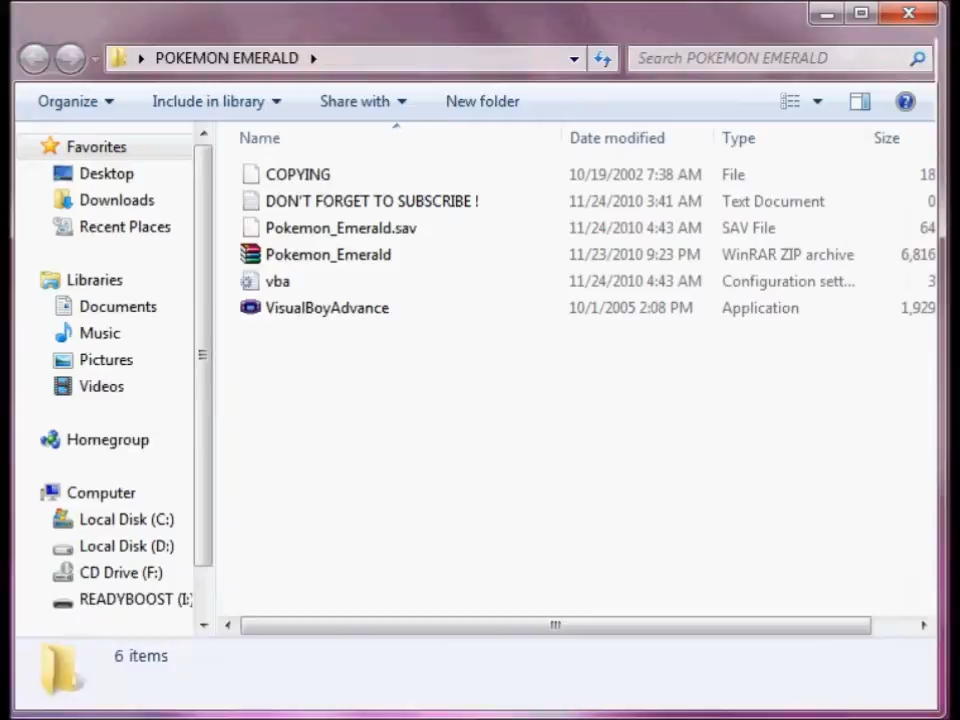 POKEMON EMERALD
Search POKEMON EMERALD
Organize Include in library Share with New folder
Name Date modified Type Size
Favorites
Desktop
Downloads
Recent Places
Libraries
Documents
Music
Pictures
Videos
Homegroup
Computer
Local Disk (C:)
Local Disk (D:)
CD Drive (F:)
READYBOOST (I:)
COPYING 10/19/2002 7:38 AM File 18
DON'T FORGET TO SUBSCRIBE ! 11/24/2010 3:41 AM Text Document 0
Pokemon_Emerald.sav 11/24/2010 4:43 AM SAV File 64
Pokemon_Emerald 11/23/2010 9:23 PM WinRAR ZIP archive 6,816
vba 11/24/2010 4:43 AM Configuration sett... 3
VisualBoyAdvance 10/1/2005 2:08 PM Application 1,929
6 items